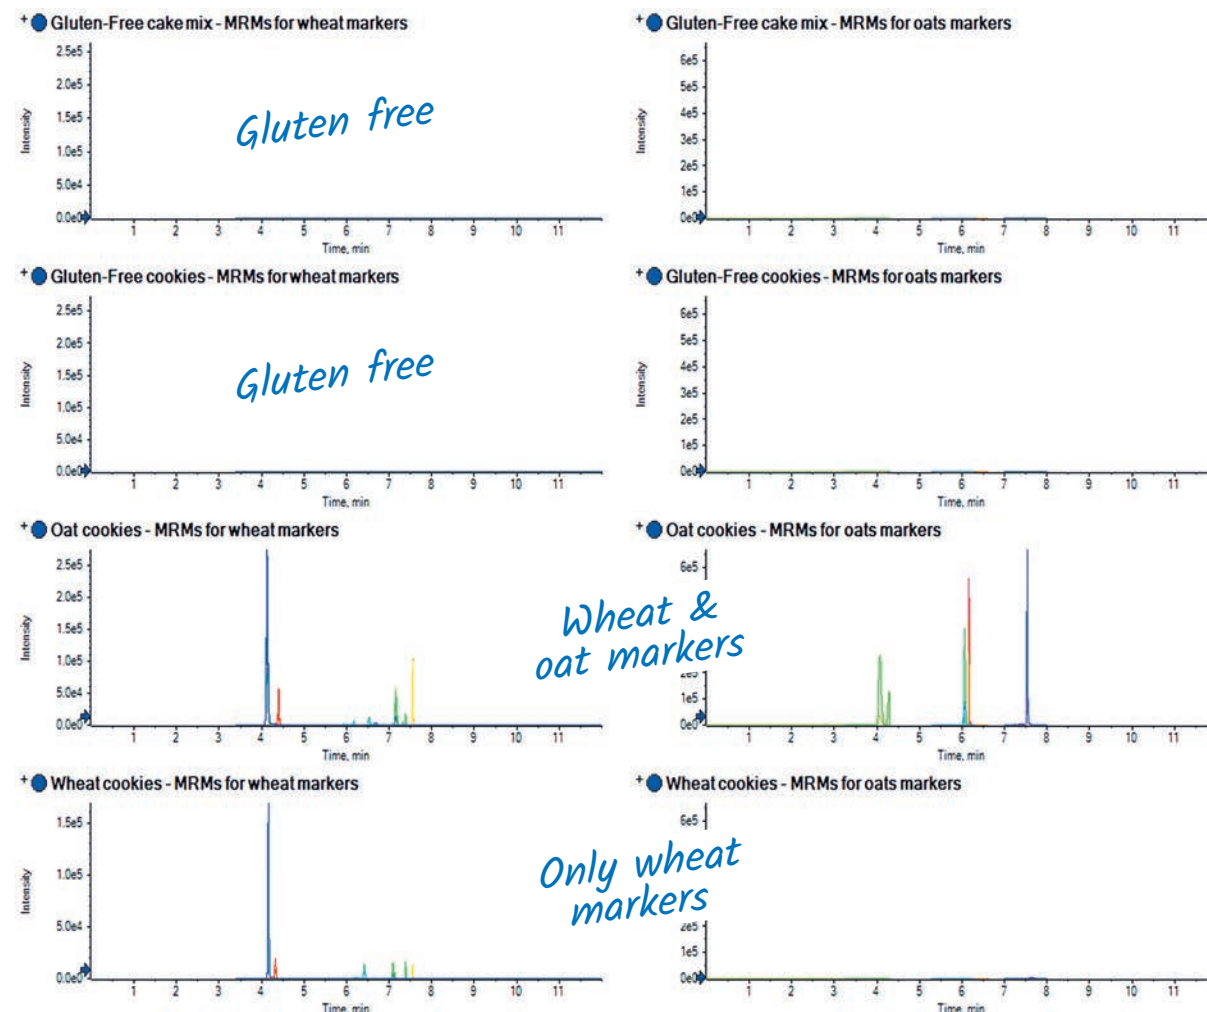 + Gluten-Free cake mix - MRMs for wheat markers
2.5e5
2.0e5
1.5e5
1.0e5
5.0e4
0.0e0
Intensity
Gluten free
1 2 3 4 5 6 7 8 9 10 11
Time, min
+ Gluten-Free cake mix - MRMs for oats markers
6e5
5e5
4e5
3e5
2e5
1e5
0e0
Intensity
1 2 3 4 5 6 7 8 9 10 11
Time, min
+ Gluten-Free cookies - MRMs for wheat markers
2.5e5
2.0e5
1.5e5
1.0e5
5.0e4
0.0e0
Intensity
Gluten free
1 2 3 4 5 6 7 8 9 10 11
Time, min
+ Gluten-Free cookies - MRMs for oats markers
6e5
5e5
4e5
3e5
2e5
1e5
0e0
Intensity
1 2 3 4 5 6 7 8 9 10 11
Time, min
+ Oat cookies - MRMs for wheat markers
2.5e5
2.0e5
1.5e5
1.0e5
5.0e4
0.0e0
Intensity
1 2 3 4 5 6 7 8 9 10 11
Time, min
Wheat &
oat markers
+ Oat cookies - MRMs for oats markers
6e5
2e5
1e5
0e0
1 2 3 4 5 6 7 8 9 10 11
Time, min
+ Wheat cookies - MRMs for wheat markers
1.5e5
1.0e5
5.0e4
0.0e0
Intensity
1 2 3 4 5 6 7 8 9 10 11
Time, min
Only wheat
markers
+ Wheat cookies - MRMs for oats markers
6e5
2e5
1e5
0e0
1 2 3 4 5 6 7 8 9 10 11
Time, min